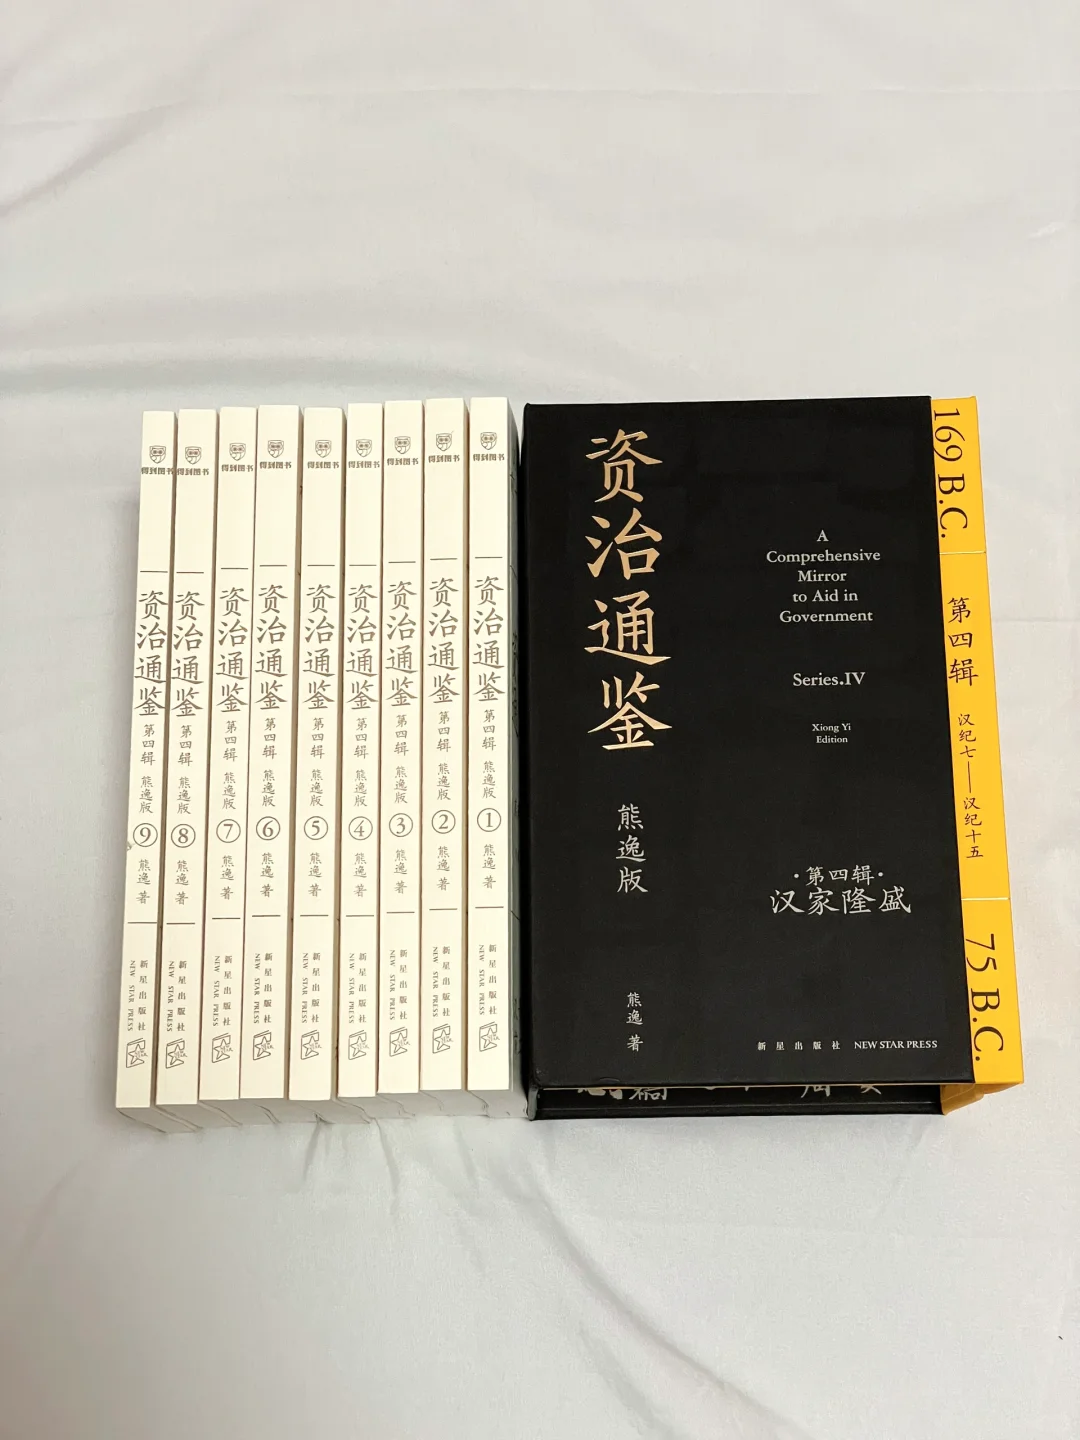 得到图书
资治通鉴
第四辑
熊逸版
⑨
熊逸 著
新星出版社
NEW STAR PRESS
得到图书
资治通鉴
第四辑
熊逸版
⑧
熊逸 著
新星出版社
NEW STAR PRESS
得到图书
资治通鉴
第四辑
熊逸版
⑦
熊逸 著
新星出版社
NEW STAR PRESS
得到图书
资治通鉴
第四辑
熊逸版
⑥
熊逸 著
新星出版社
NEW STAR PRESS
得到图书
资治通鉴
第四辑
熊逸版
⑤
熊逸 著
新星出版社
NEW STAR PRESS
得到图书
资治通鉴
第四辑
熊逸版
④
熊逸 著
新星出版社
NEW STAR PRESS
得到图书
资治通鉴
第四辑
熊逸版
③
熊逸 著
新星出版社
NEW STAR PRESS
得到图书
资治通鉴
第四辑
熊逸版
②
熊逸 著
新星出版社
NEW STAR PRESS
得到图书
资治通鉴
第四辑
熊逸版
①
熊逸 著
新星出版社
NEW STAR PRESS
资治通鉴
熊逸版
熊逸 著
A
Comprehensive
Mirror
to Aid in
Government
Series.IV
Xiong Yi
Edition
·第四辑·
汉家隆盛
新星出版社 NEW STAR PRESS
169 B.C.
第四辑
汉纪七——汉纪十五
75 B.C.